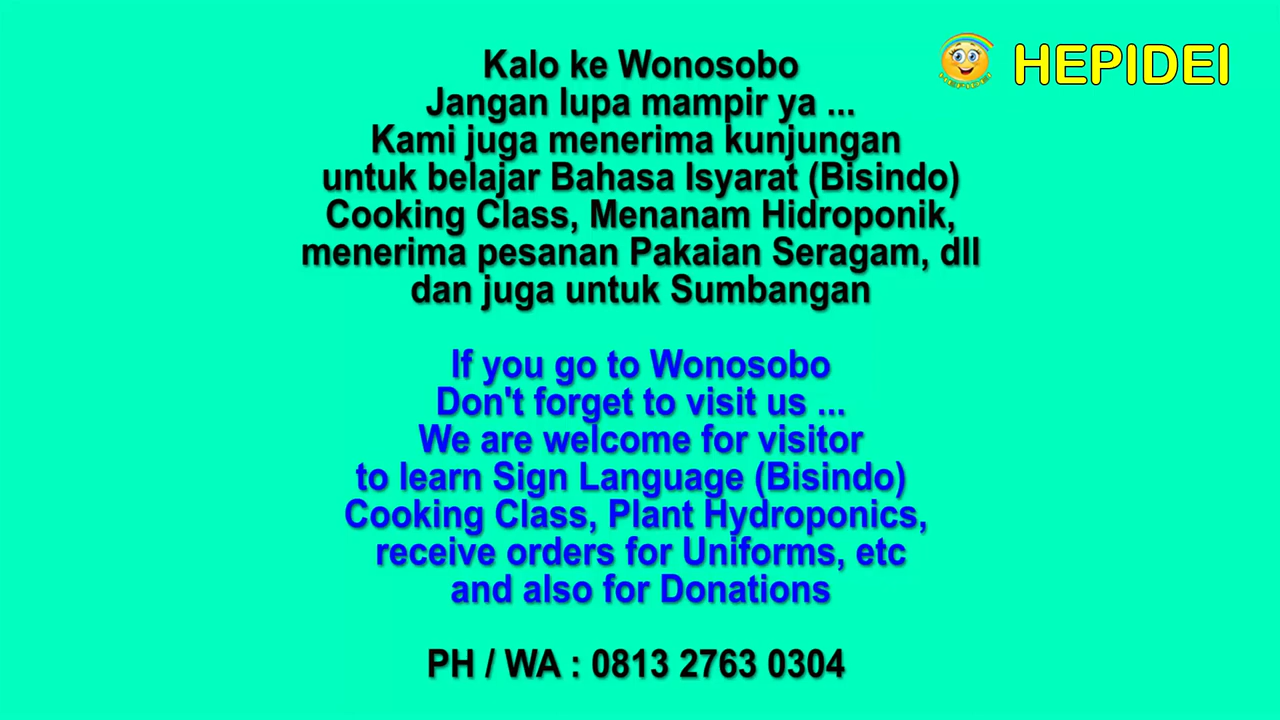 HEPIDEI
Kalo ke Wonosobo
Jangan lupa mampir ya ...
Kami juga menerima kunjungan
untuk belajar Bahasa Isyarat (Bisindo)
Cooking Class, Menanam Hidroponik,
menerima pesanan Pakaian Seragam, dll
dan juga untuk Sumbangan
If you go to Wonosobo
Don't forget to visit us ...
We are welcome for visitor
to learn Sign Language (Bisindo)
Cooking Class, Plant Hydroponics,
receive orders for Uniforms, etc
and also for Donations
PH / WA : 0813 2763 0304
HEPIDEI